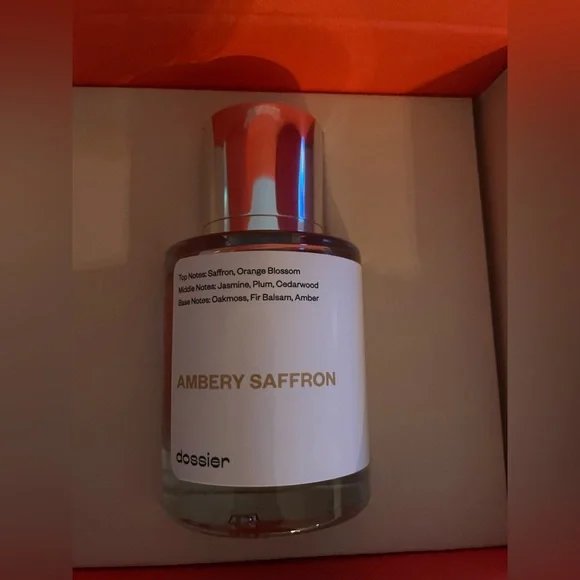 Top Notes: Saffron, Orange Blossom
Middle Notes: Jasmine, Plum, Cedarwood
Base Notes: Oakmoss, Fir Balsam, Amber
AMBERY SAFFRON
dossier